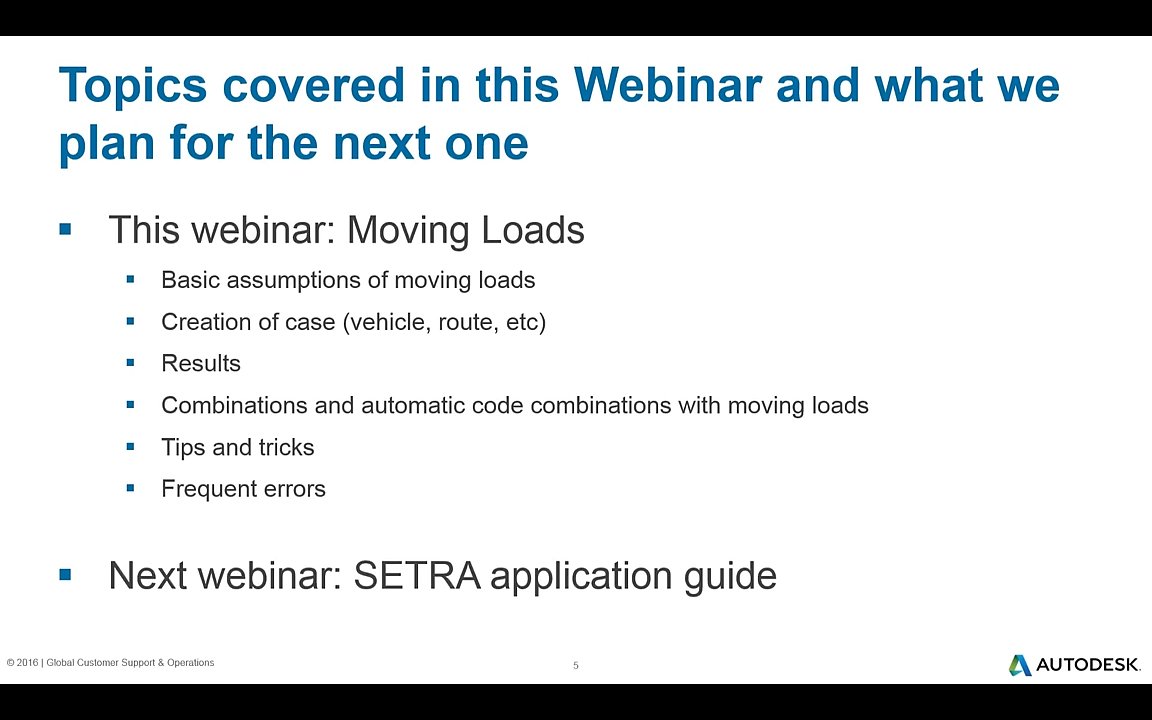 Topics covered in this Webinar and what we
plan for the next one
This webinar: Moving Loads
Basic assumptions of moving loads
Creation of case (vehicle, route, etc)
Results
Combinations and automatic code combinations with moving loads
Tips and tricks
Frequent errors
Next webinar: SETRA application guide
© 2016 | Global Customer Support & Operations
5
AUTODESK.